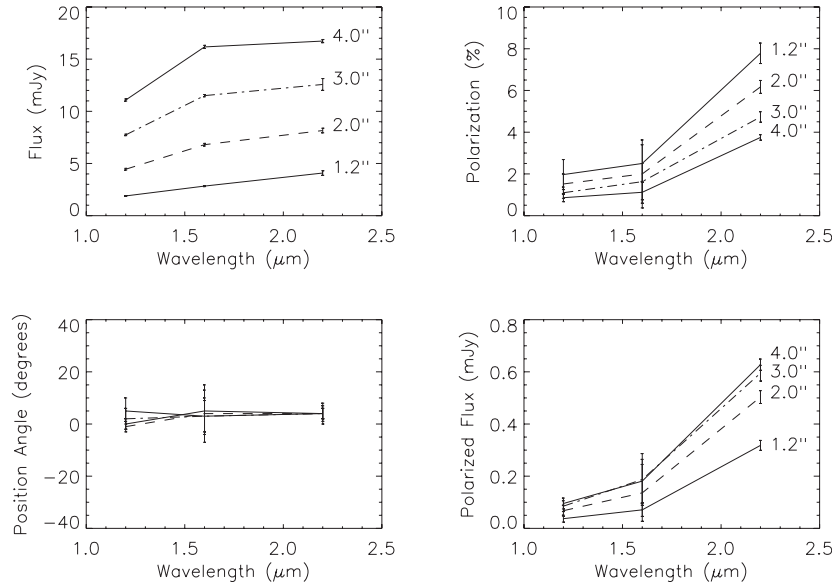 20
15
10
5
0
Flux (mJy)
4.0"
3.0"
2.0"
1.2"
1.0 1.5 2.0 2.5
Wavelength (μm)
10
8
6
4
2
0
Polarization (%)
1.2"
2.0"
3.0"
4.0"
1.0 1.5 2.0 2.5
Wavelength (μm)
40
20
0
−20
−40
Position Angle (degrees)
1.0 1.5 2.0 2.5
Wavelength (μm)
0.8
0.6
0.4
0.2
0.0
Polarized Flux (mJy)
4.0"
3.0"
2.0"
1.2"
1.0 1.5 2.0 2.5
Wavelength (μm)